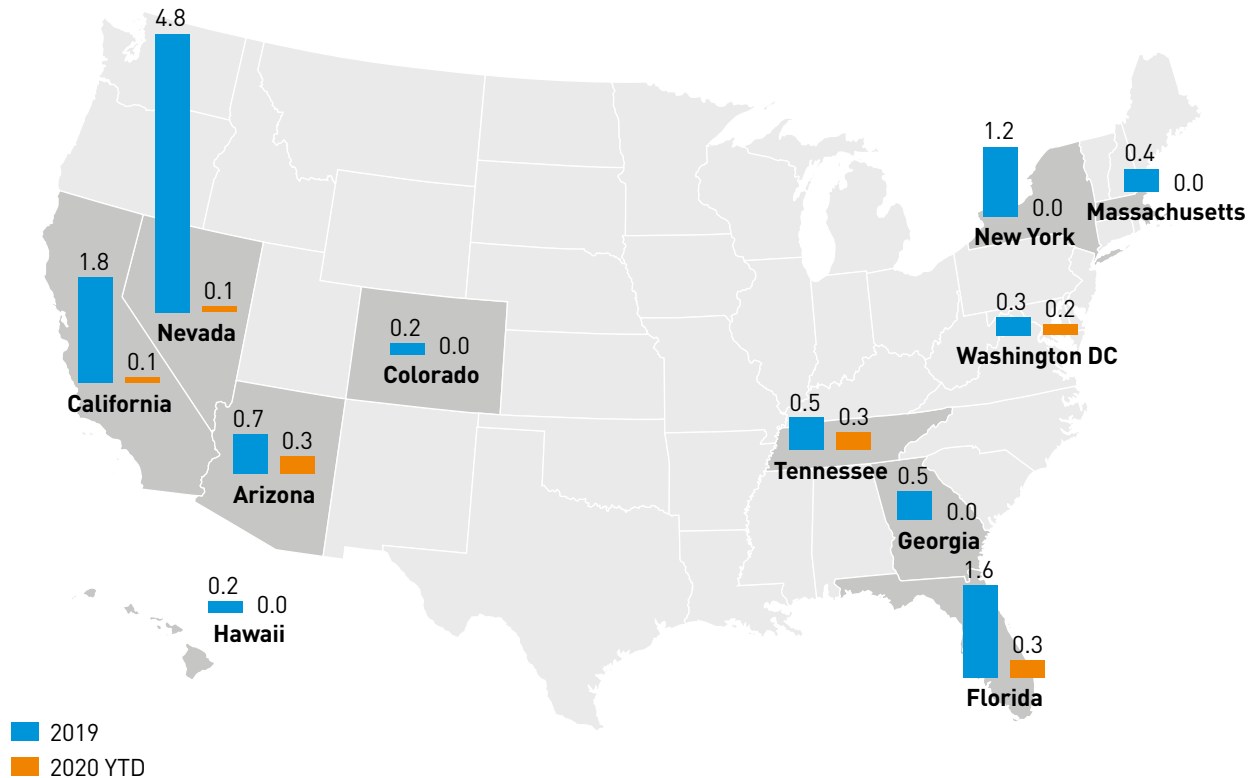 4.8
0.1
Nevada
1.8
0.1
California
0.7
0.3
Arizona
0.2
0.0
Colorado
0.2
0.0
Hawaii
1.2
0.0
New York
0.4
0.0
Massachusetts
0.3
0.2
Washington DC
0.5
0.3
Tennessee
0.5
0.0
Georgia
1.6
0.3
Florida
2019
2020 YTD